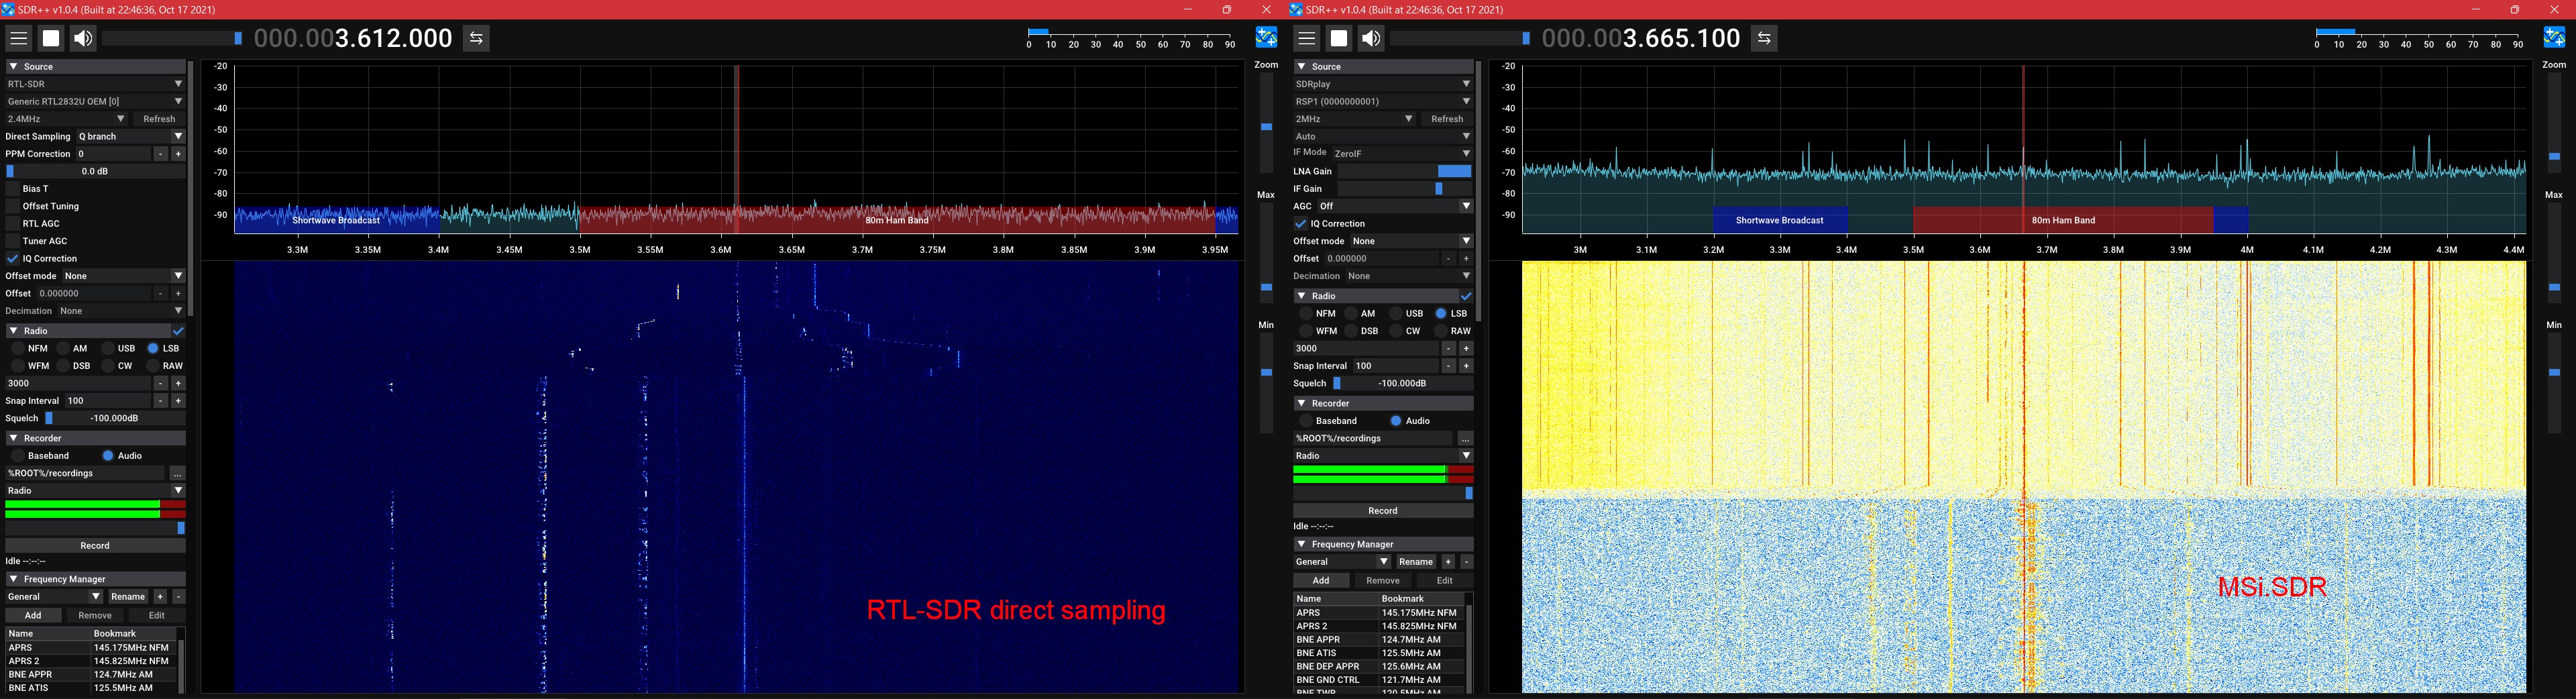 SDR++ v1.0.4 (Built at 22:46:36, Oct 17 2021)
000.003.612.000
0 10 20 30 40 50 60 70 80 90
Source
RTL-SDR
Generic RTL2832U OEM [0]
2.4MHz Refresh
Direct Sampling Q branch
PPM Correction 0 - +
0.0 dB
Bias T
Offset Tuning
RTL AGC
Tuner AGC
IQ Correction
Offset mode None
Offset 0.000000 - +
Decimation None
Radio
NFM AM USB LSB
WFM DSB CW RAW
3000 - +
Snap Interval 100 - +
Squelch -100.000dB
Recorder
Baseband Audio
%ROOT%/recordings ...
Radio
Record
Idle --:--:--
Frequency Manager
General Rename + -
Add Remove Edit
Name Bookmark
APRS 145.175MHz NFM
APRS 2 145.825MHz NFM
BNE APPR 124.7MHz AM
BNE ATIS 125.5MHz AM
-20
-30
-40
-50
-60
-70
-80
-90
Shortwave Broadcast 80m Ham Band
3.3M 3.35M 3.4M 3.45M 3.5M 3.55M 3.6M 3.65M 3.7M 3.75M 3.8M 3.85M 3.9M 3.95M
RTL-SDR direct sampling
Zoom
Max
Min
SDR++ v1.0.4 (Built at 22:46:36, Oct 17 2021)
000.003.665.100
0 10 20 30 40 50 60 70 80 90
Source
SDRplay
RSP1 (0000000001)
2MHz Refresh
Auto
IF Mode ZeroIF
LNA Gain
IF Gain
AGC Off
IQ Correction
Offset mode None
Offset 0.000000 - +
Decimation None
Radio
NFM AM USB LSB
WFM DSB CW RAW
3000 - +
Snap Interval 100 - +
Squelch -100.000dB
Recorder
Baseband Audio
%ROOT%/recordings ...
Radio
Record
Idle --:--:--
Frequency Manager
General Rename + -
Add Remove Edit
Name Bookmark
APRS 145.175MHz NFM
APRS 2 145.825MHz NFM
BNE APPR 124.7MHz AM
BNE ATIS 125.5MHz AM
BNE DEP APPR 125.6MHz AM
BNE GND CTRL 121.7MHz AM
BNE TWR 120.5MHz AM
-20
-30
-40
-50
-60
-70
-80
-90
Shortwave Broadcast 80m Ham Band
3M 3.1M 3.2M 3.3M 3.4M 3.5M 3.6M 3.7M 3.8M 3.9M 4M 4.1M 4.2M 4.3M 4.4M
MSi.SDR
Zoom
Max
Min